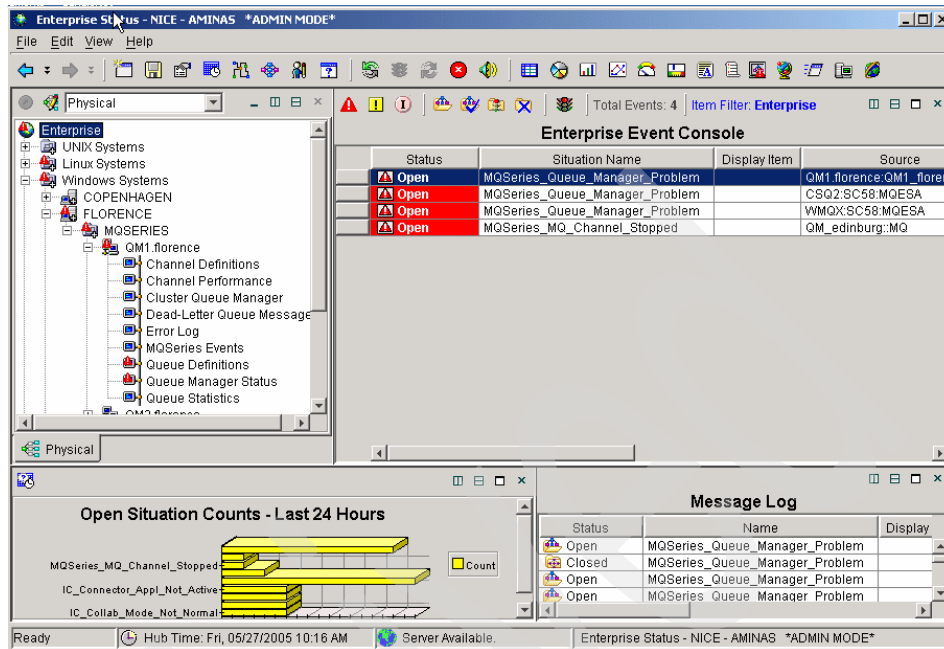 Enterprise Status - NICE - AMINAS *ADMIN MODE*
File Edit View Help
Physical
Enterprise
UNIX Systems
Linux Systems
Windows Systems
COPENHAGEN
FLORENCE
MQSERIES
QM1.florence
Channel Definitions
Channel Performance
Cluster Queue Manager
Dead-Letter Queue Message
Error Log
MQSeries Events
Queue Definitions
Queue Manager Status
Queue Statistics
QM2.florence
Physical
Total Events: 4 Item Filter: Enterprise
Enterprise Event Console
Status Situation Name Display Item Source
Open MQSeries_Queue_Manager_Problem QM1.florence:QM1_flore
Open MQSeries_Queue_Manager_Problem CSQ2:SC58:MQESA
Open MQSeries_Queue_Manager_Problem WMQX:SC58:MQESA
Open MQSeries_MQ_Channel_Stopped QM_edinburg::MQ
Open Situation Counts - Last 24 Hours
MQSeries_MQ_Channel_Stopped
IC_Connector_Appl_Not_Active
IC_Collab_Mode_Not_Normal
Count
Message Log
Status Name Display
Open MQSeries_Queue_Manager_Problem
Closed MQSeries_Queue_Manager_Problem
Open MQSeries_Queue_Manager_Problem
Open MQSeries_Queue_Manager_Problem
Ready Hub Time: Fri, 05/27/2005 10:16 AM Server Available. Enterprise Status - NICE - AMINAS *ADMIN MODE*